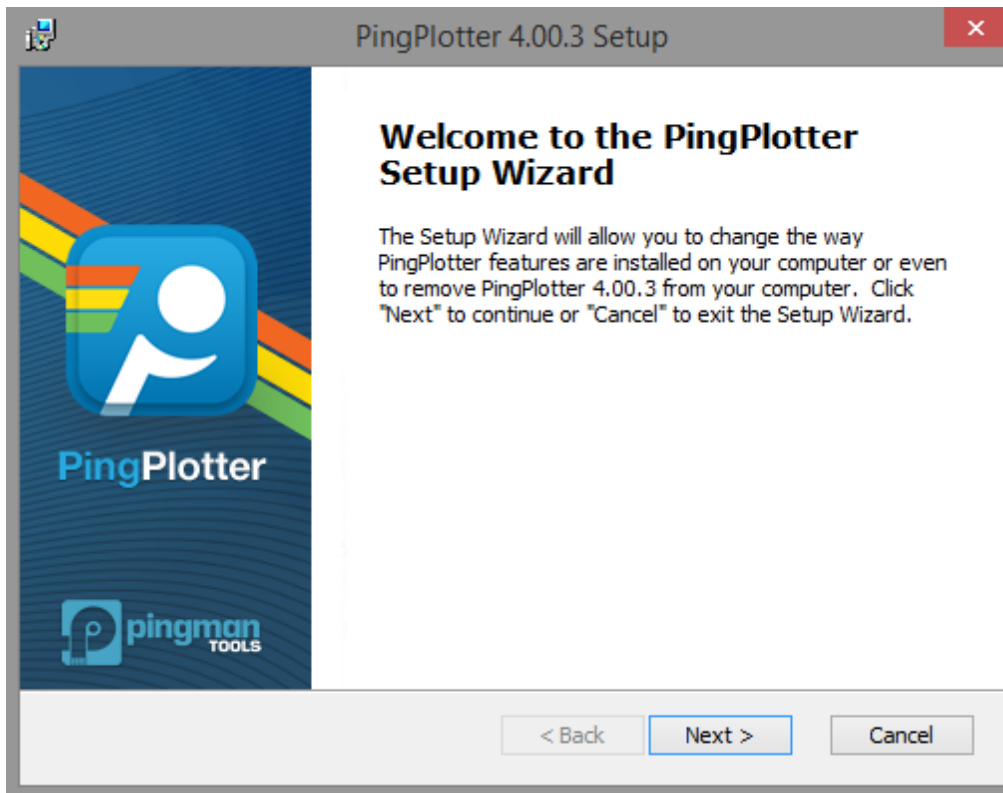 PingPlotter 4.00.3 Setup
Welcome to the PingPlotter
Setup Wizard
The Setup Wizard will allow you to change the way
PingPlotter features are installed on your computer or even
to remove PingPlotter 4.00.3 from your computer.  Click
"Next" to continue or "Cancel" to exit the Setup Wizard.
PingPlotter
pingman
TOOLS
< Back
Next >
Cancel